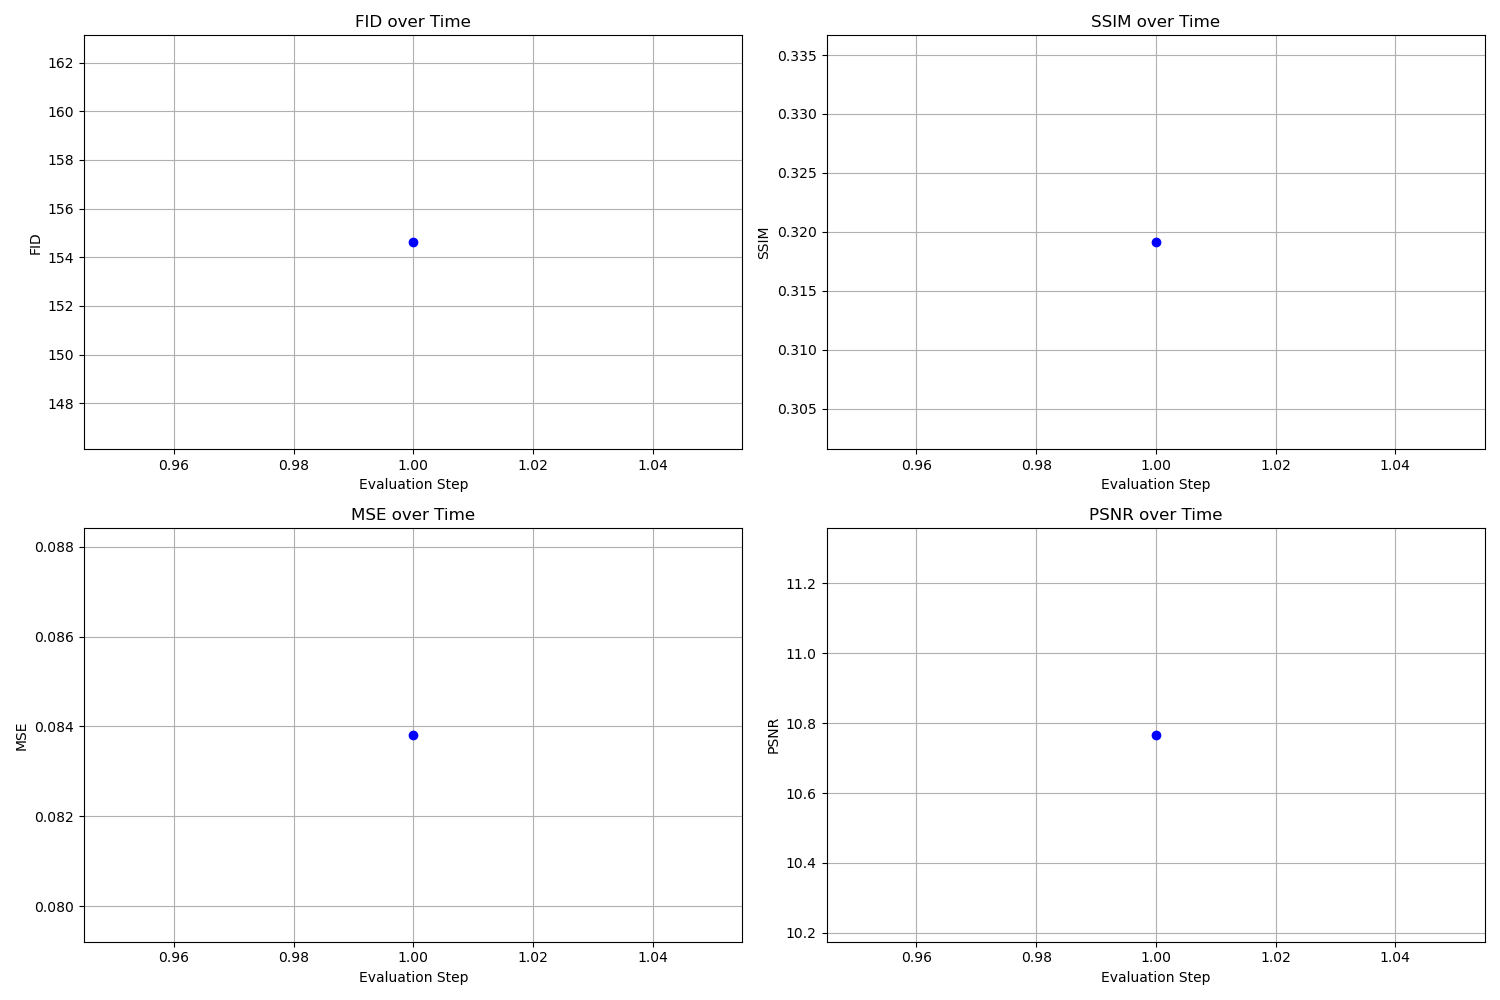 FID over Time
162
160
158
156
154
152
150
148
FID
0.96 0.98 1.00 1.02 1.04
Evaluation Step
SSIM over Time
0.335
0.330
0.325
0.320
0.315
0.310
0.305
SSIM
0.96 0.98 1.00 1.02 1.04
Evaluation Step
MSE over Time
0.088
0.086
0.084
0.082
0.080
MSE
0.96 0.98 1.00 1.02 1.04
Evaluation Step
PSNR over Time
11.2
11.0
10.8
10.6
10.4
10.2
PSNR
0.96 0.98 1.00 1.02 1.04
Evaluation Step